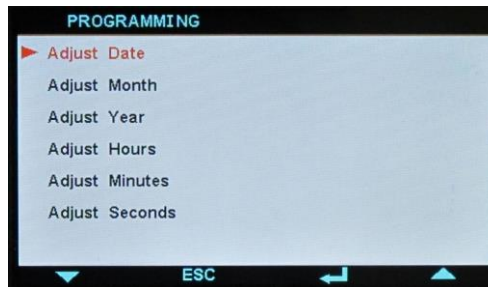 PROGRAMMING
Adjust Date
Adjust Month
Adjust Year
Adjust Hours
Adjust Minutes
Adjust Seconds
ESC